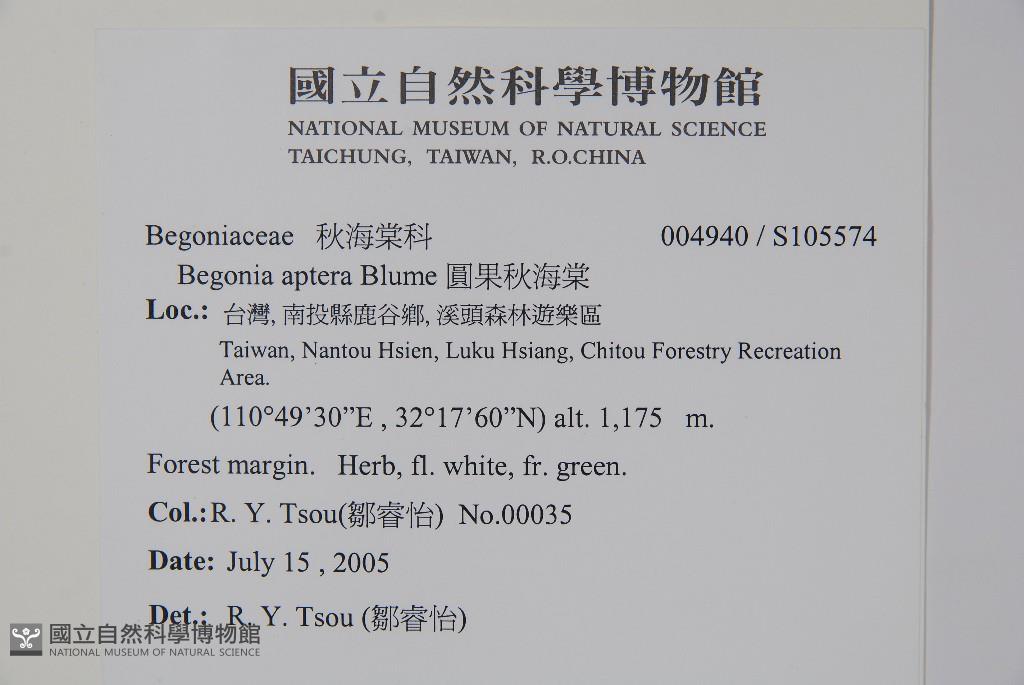 國立自然科學博物館
NATIONAL MUSEUM OF NATURAL SCIENCE
TAICHUNG, TAIWAN, R.O.CHINA
Begoniaceae 秋海棠科 004940 / S105574
Begonia aptera Blume 圓果秋海棠
Loc.: 台灣, 南投縣鹿谷鄉, 溪頭森林遊樂區
Taiwan, Nantou Hsien, Luku Hsiang, Chitou Forestry Recreation
Area.
(110°49’30”E , 32°17’60”N) alt. 1,175 m.
Forest margin. Herb, fl. white, fr. green.
Col.: R. Y. Tsou(鄒睿怡) No.00035
Date: July 15 , 2005
Det.: R. Y. Tsou (鄒睿怡)
國立自然科學博物館
NATIONAL MUSEUM OF NATURAL SCIENCE